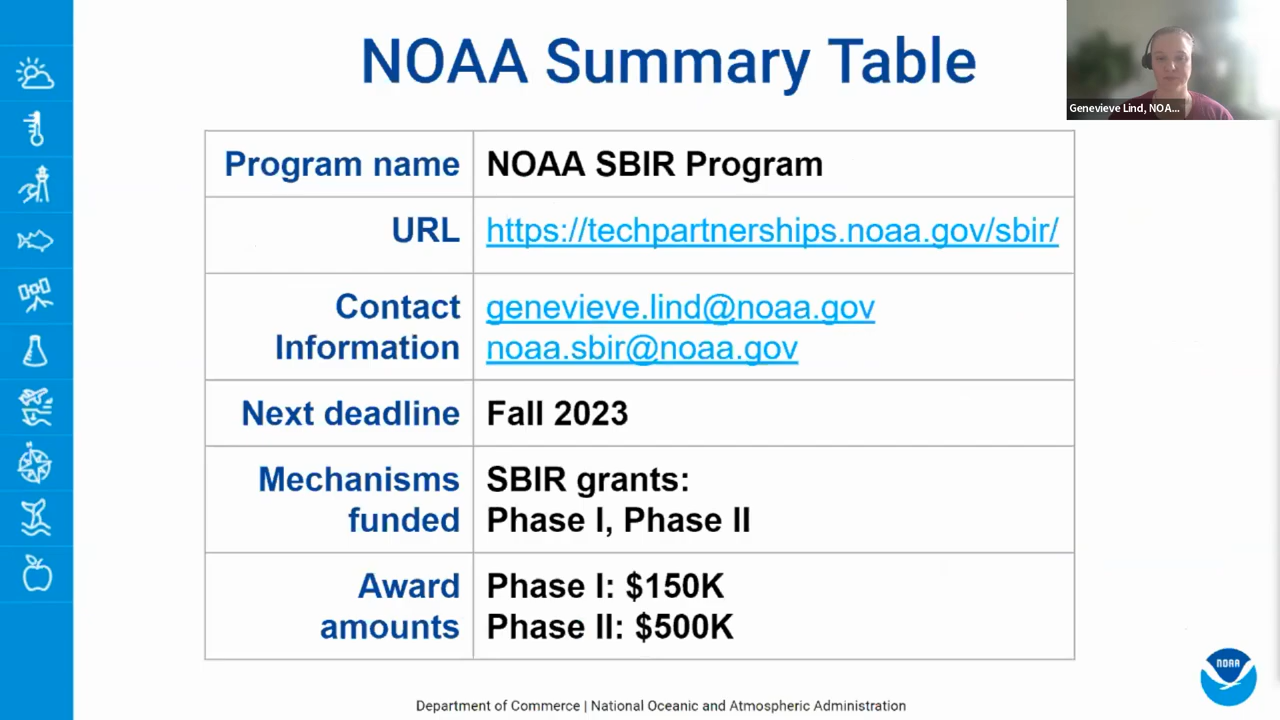 NOAA Summary Table
Genevieve Lind, NOA...
Program name
NOAA SBIR Program
URL
https://techpartnerships.noaa.gov/sbir/
Contact
Information
genevieve.lind@noaa.gov
noaa.sbir@noaa.gov
Next deadline
Fall 2023
Mechanisms
funded
SBIR grants:
Phase I, Phase II
Award
amounts
Phase I: $150K
Phase II: $500K
NOAA
Department of Commerce | National Oceanic and Atmospheric Administration